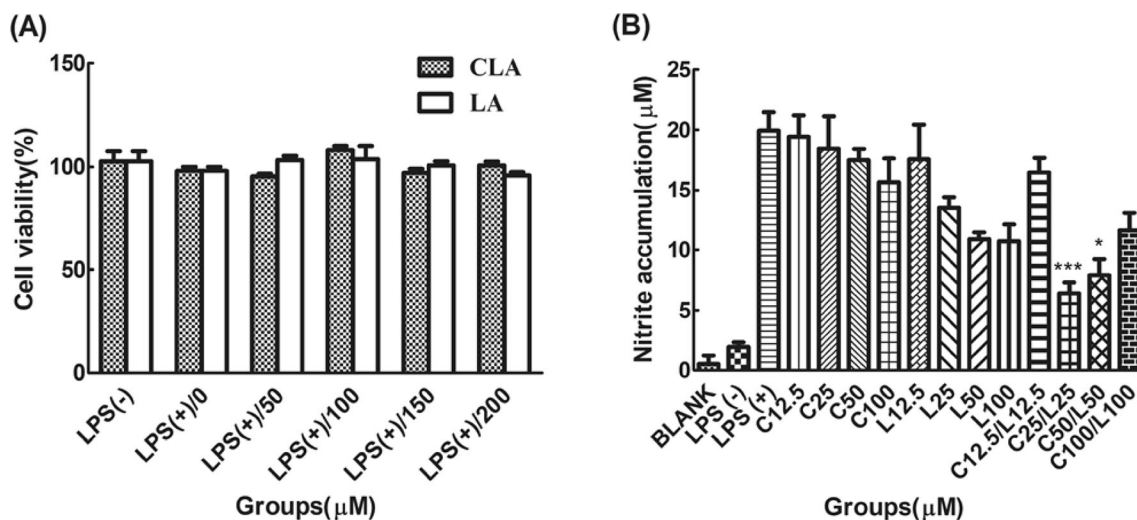 (A)
Cell viability(%)
150
100
50
0
CLA
LA
LPS(-)
LPS(+)/0
LPS(+)/50
LPS(+)/100
LPS(+)/150
LPS(+)/200
Groups(μM)
(B)
Nitrite accumulation(μM)
25
20
15
10
5
0
***
*
BLANK
LPS (-)
LPS (+)
C12.5
C25
C50
C100
L12.5
L25
L50
L100
C12.5/L12.5
C25/L25
C50/L50
C100/L100
Groups(μM)